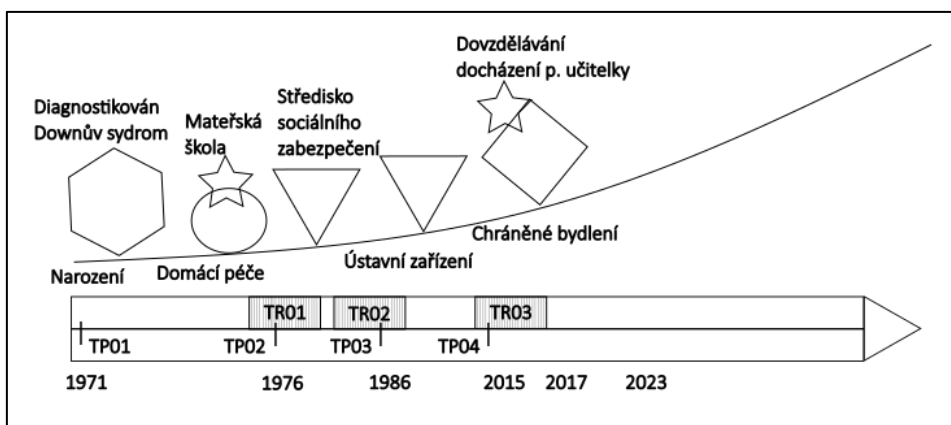 Dovzdělávání
docházení p. učitelky
Středisko
sociálního
zabezpečení
Diagnostikován
Downův sydrom
Mateřská
škola
Chráněné bydlení
Ústavní zařízení
Domácí péče
Narození
TR01
TR02
TR03
TP01
TP02
TP03
TP04
1971
1976
1986
2015
2017
2023